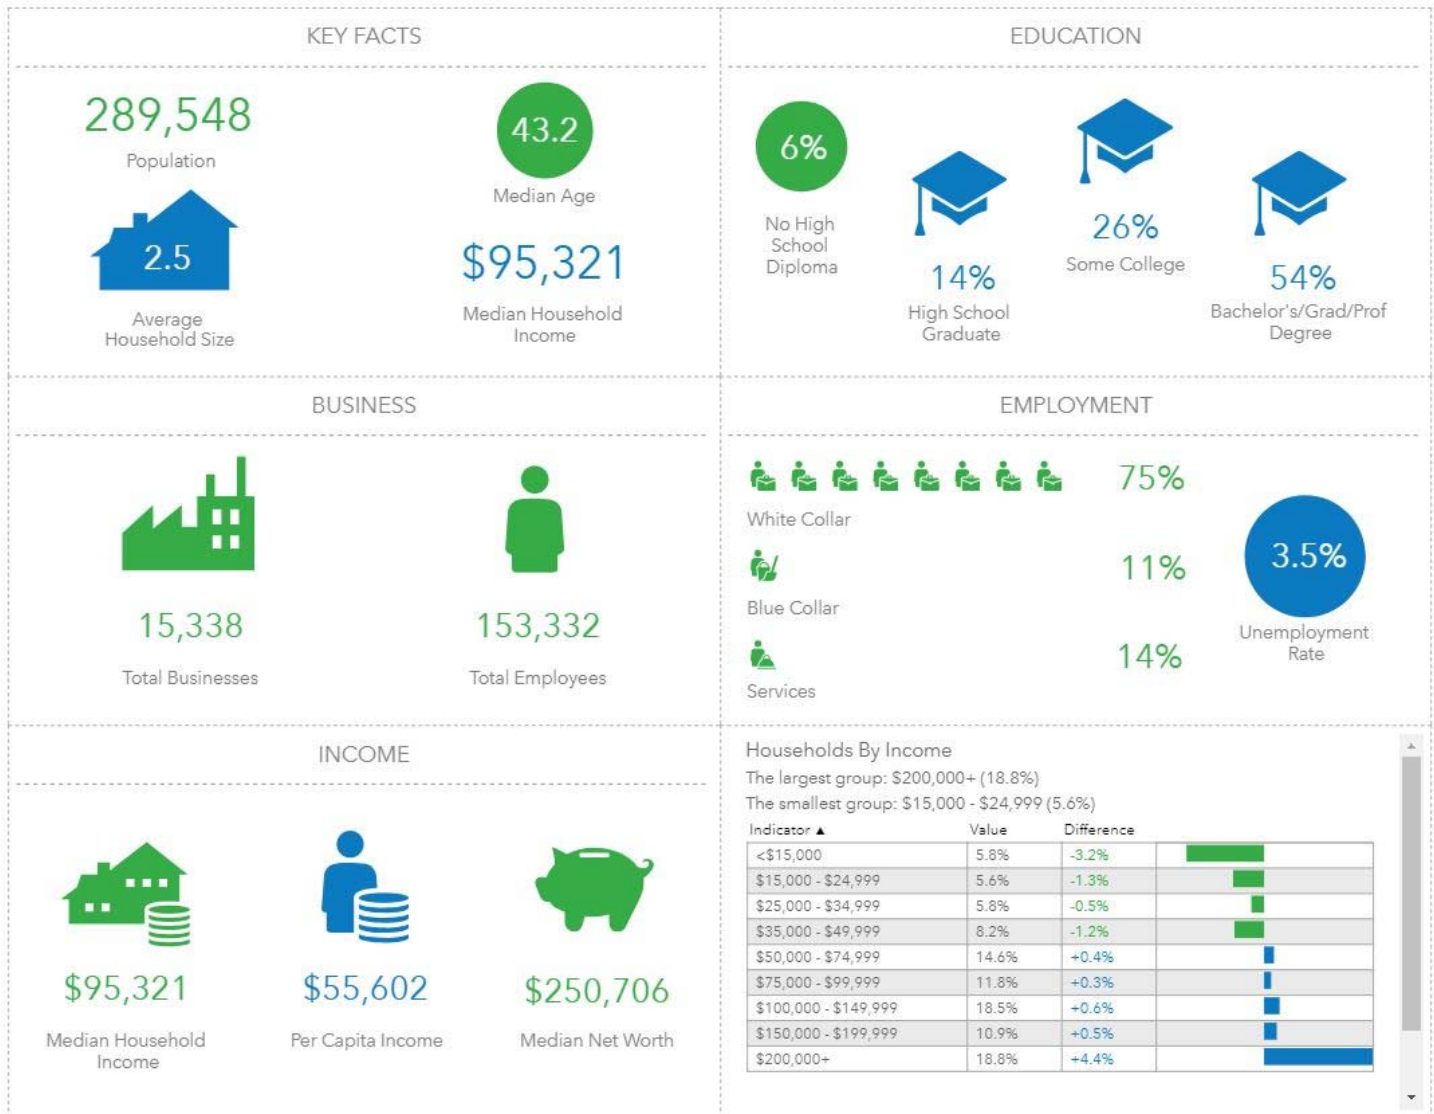 KEY FACTS
289,548
Population
43.2
Median Age
2.5
Average
Household Size
$95,321
Median Household
Income
EDUCATION
6%
No High
School
Diploma
14%
High School
Graduate
26%
Some College
54%
Bachelor's/Grad/Prof
Degree
BUSINESS
15,338
Total Businesses
153,332
Total Employees
EMPLOYMENT
75%
White Collar
11%
Blue Collar
14%
Services
3.5%
Unemployment
Rate
INCOME
$95,321
Median Household
Income
$55,602
Per Capita Income
$250,706
Median Net Worth
Households By Income
The largest group: $200,000+ (18.8%)
The smallest group: $15,000 - $24,999 (5.6%)
Indicator ▲ Value Difference
<$15,000 5.8% -3.2%
$15,000 - $24,999 5.6% -1.3%
$25,000 - $34,999 5.8% -0.5%
$35,000 - $49,999 8.2% -1.2%
$50,000 - $74,999 14.6% +0.4%
$75,000 - $99,999 11.8% +0.3%
$100,000 - $149,999 18.5% +0.6%
$150,000 - $199,999 10.9% +0.5%
$200,000+ 18.8% +4.4%